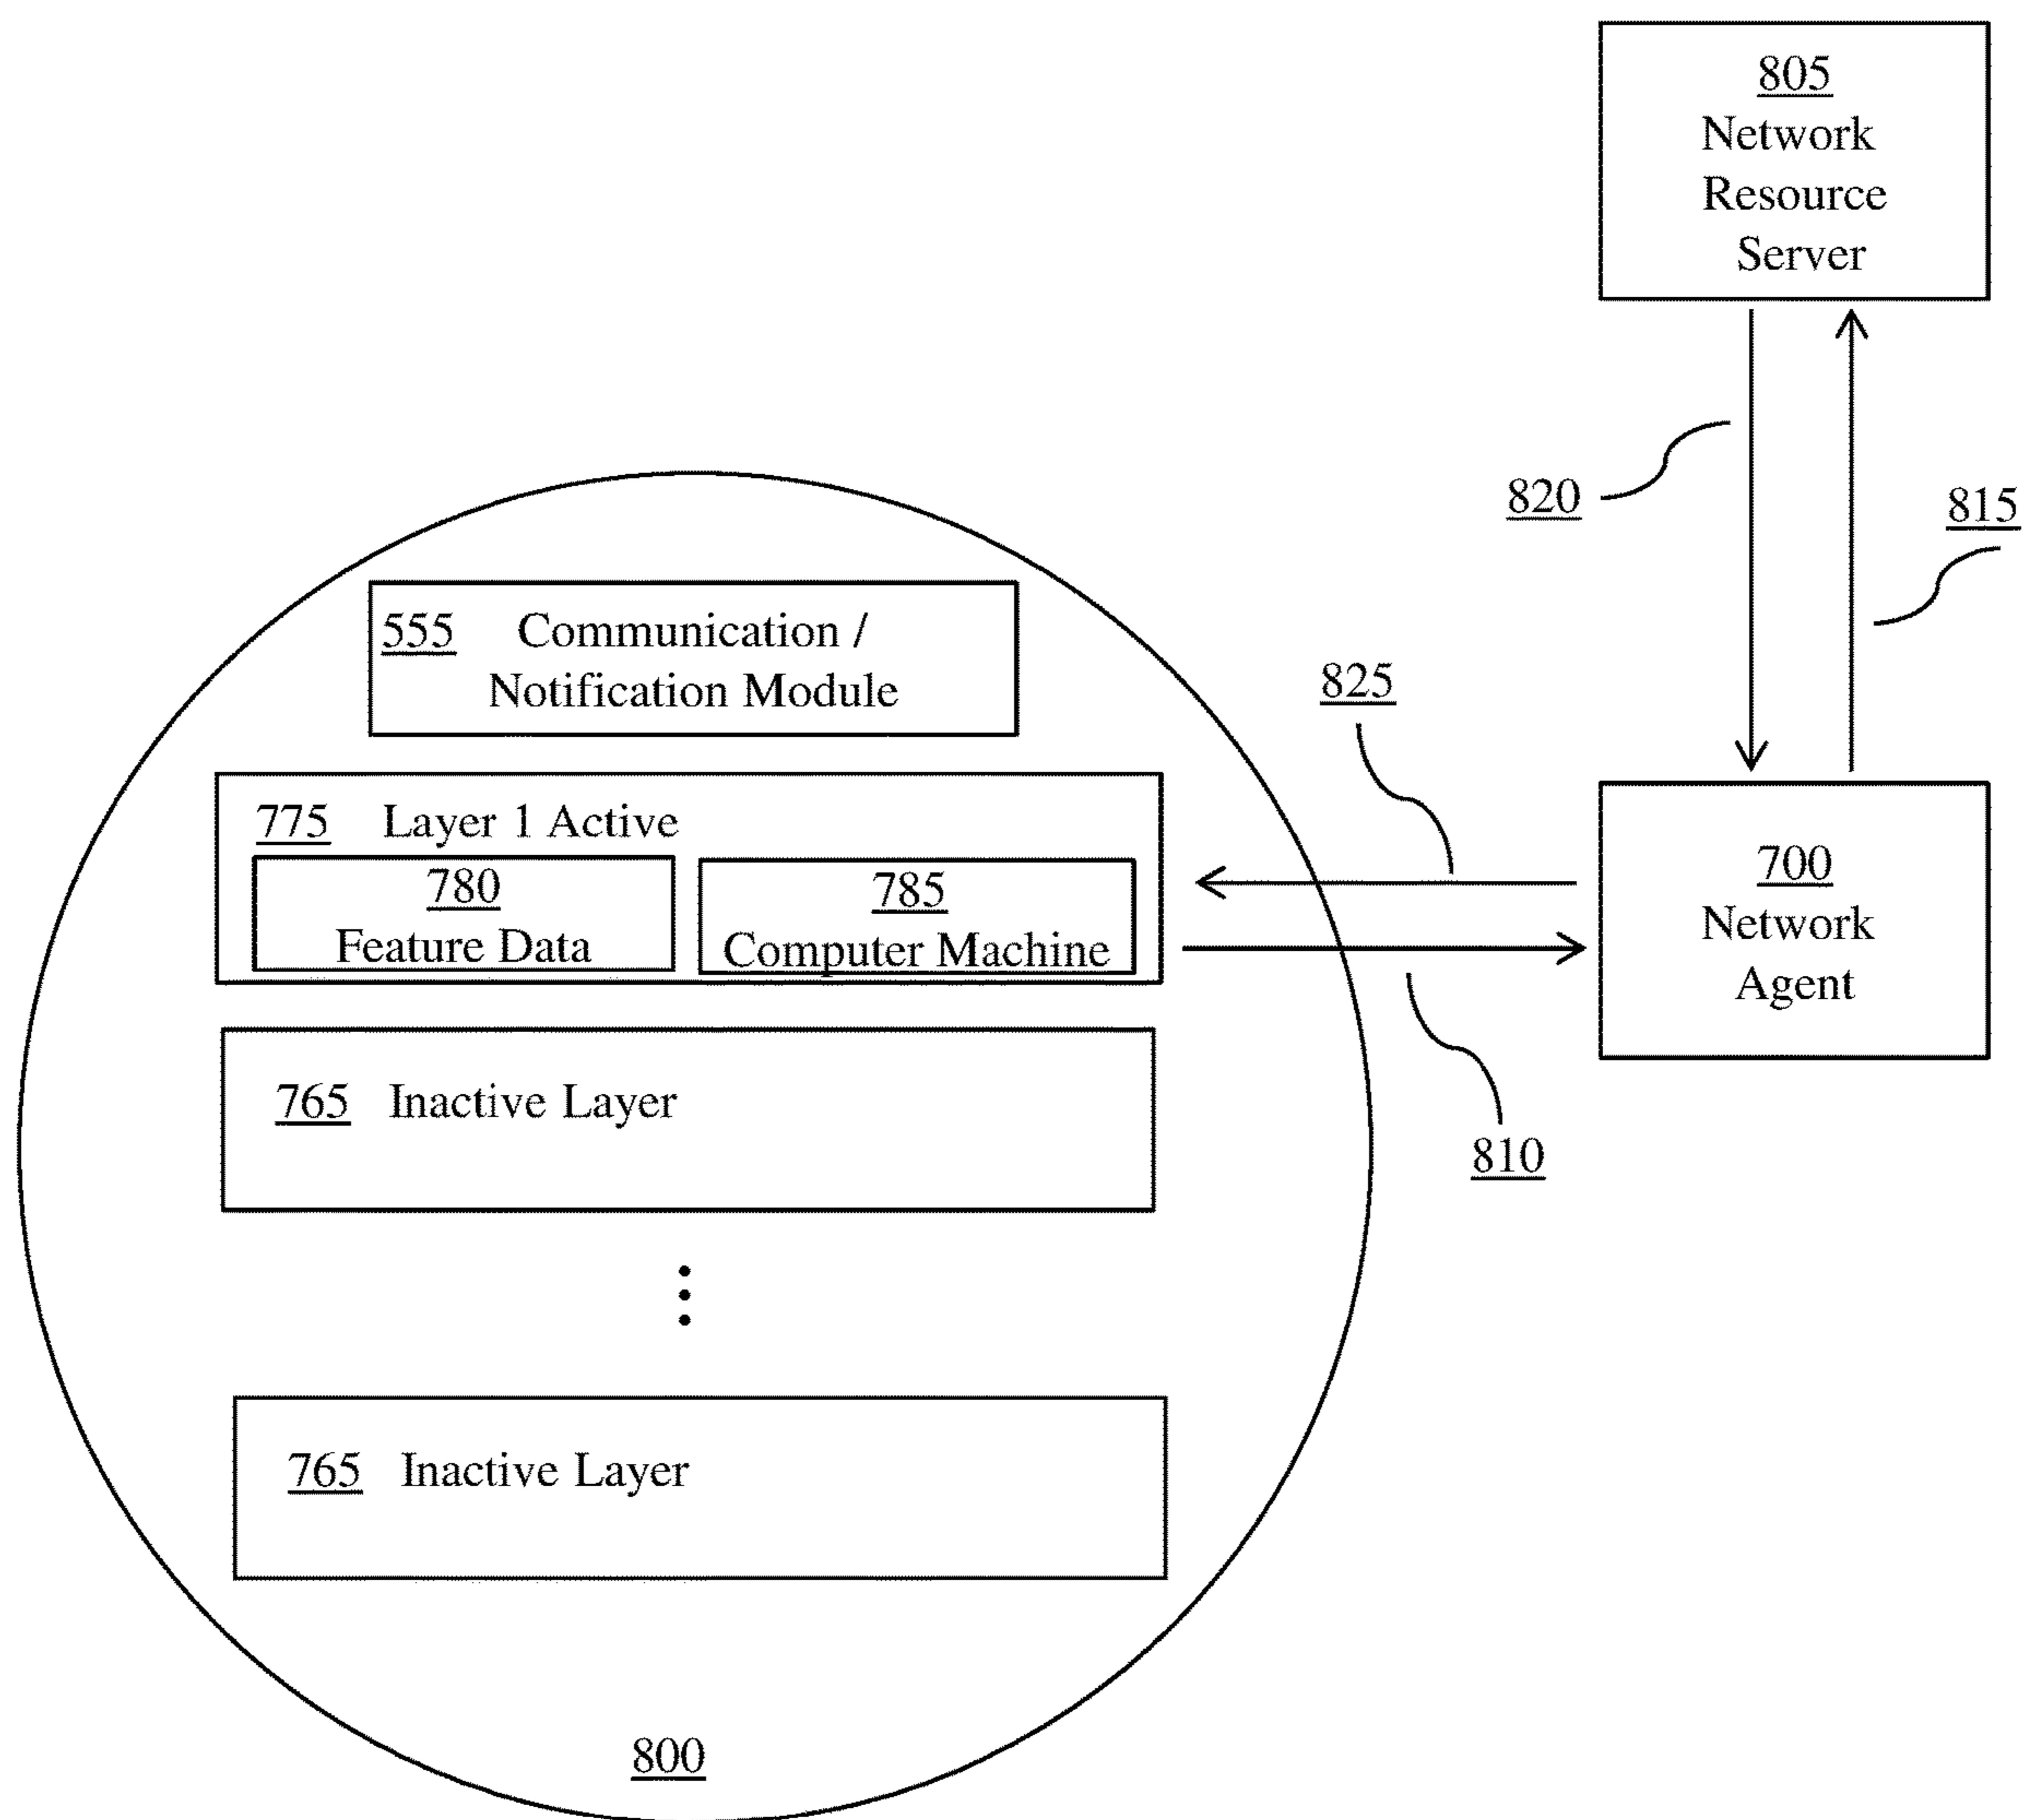 805
Network
Resource
Server
820
815
555 Communication /
Notification Module
825
775 Layer 1 Active
780
Feature Data
785
Computer Machine
700
Network
Agent
765 Inactive Layer
810
765 Inactive Layer
800